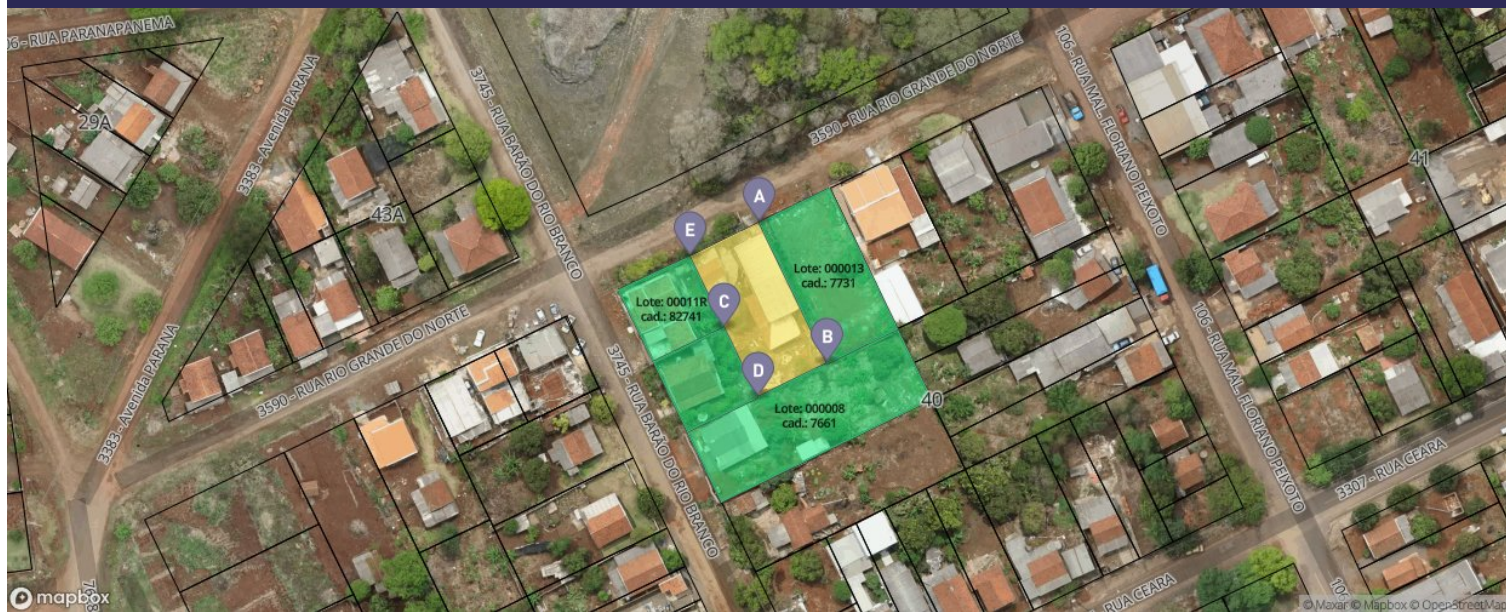 06 - RUA PARANAPANEMA
29A
3383 - Avenida PARANA
43A
3745 - RUA BARÃO DO RIO BRANCO
3590 - RUA RIO GRANDE DO NORTE
106 - RUA MAL. FLORIANO PEIXOTO
41
A
E
Lote: 000013
cad.: 7731
Lote: 00011R
cad.: 82741
C
B
D
Lote: 000008
cad.: 7661
40
3590 - RUA RIO GRANDE DO NORTE
3383 - Avenida PARANA
3745 - RUA BARÃO DO RIO BRANCO
106 - RUA MAL. FLORIANO PEIXOTO
3307 - RUA CEARA
RUA CEARA
mapbox
© Maxar © Mapbox © OpenStreetMap